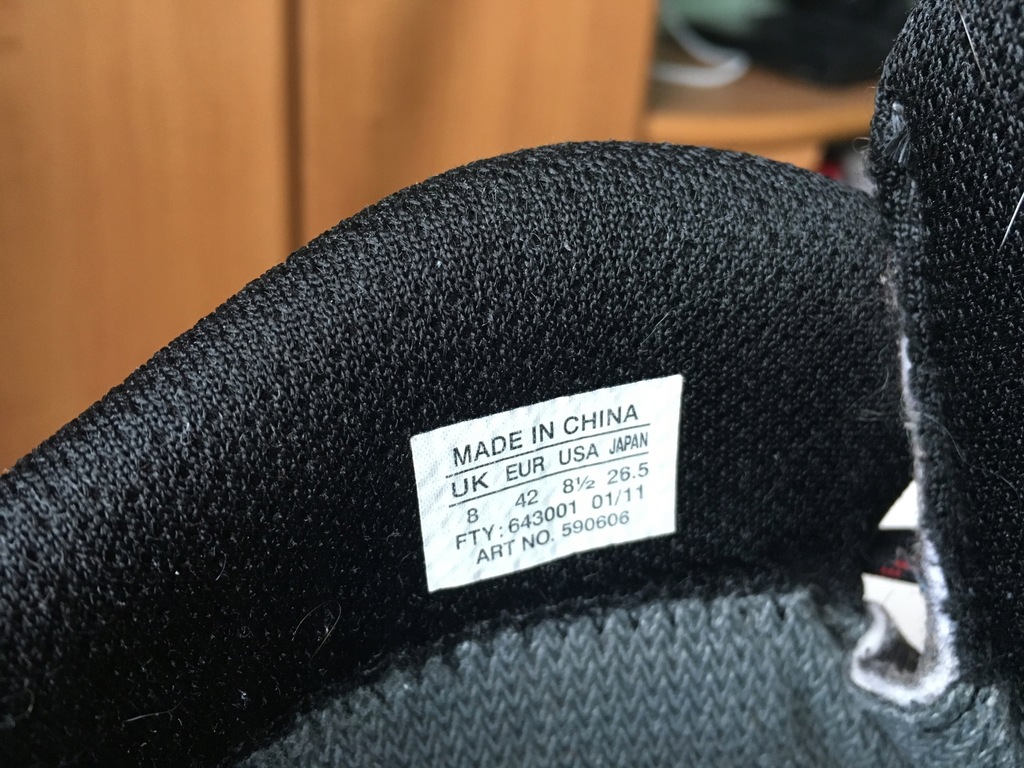 MADE IN CHINA
UK EUR USA JAPAN
8 42 8½ 26.5
FTY: 643001 01/11
ART NO. 590606